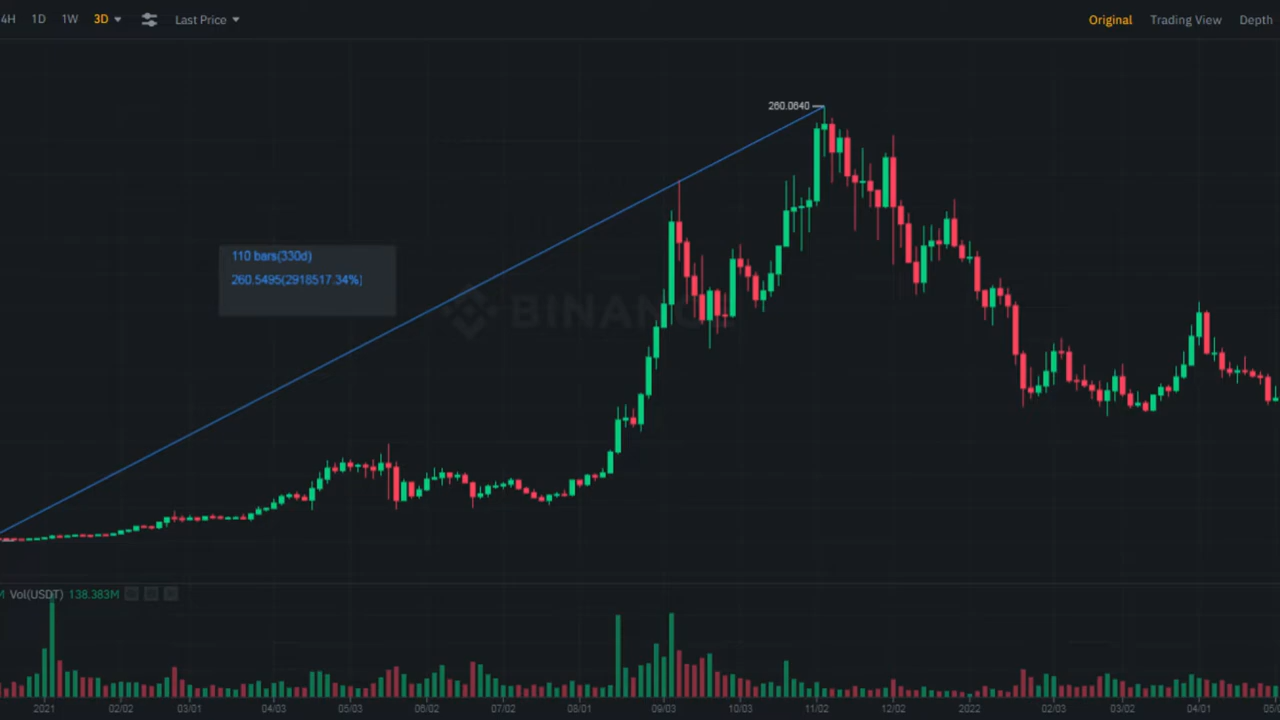 4H 1D 1W 3D Last Price Original Trading View Depth
260.0640
110 bars(330d)
260.5495(2918517.34%)
BINANCE
M Vol(USDT) 138.383M
2021 02/02 03/01 04/03 05/03 06/02 07/02 08/01 09/03 10/03 11/02 12/02 2022 02/03 03/02 04/01